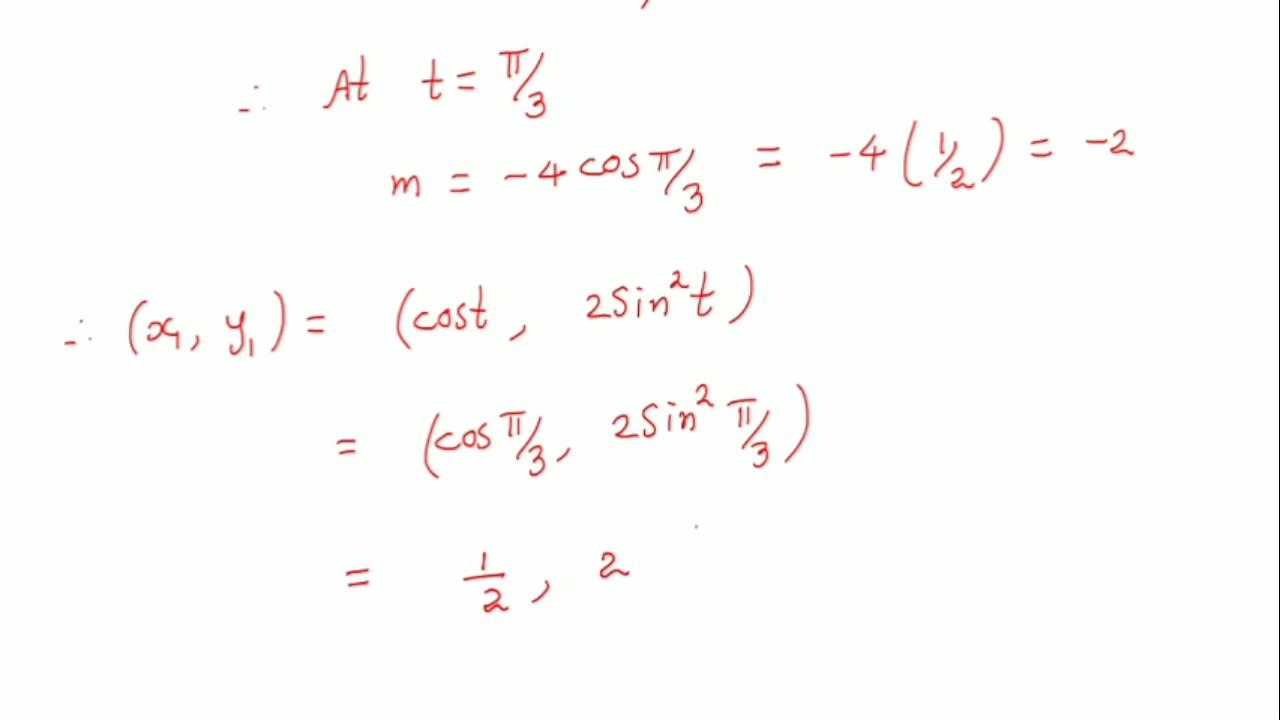 ∴ At t = π/3
m = -4 cos π/3 = -4 (1/2) = -2
∴ (x₁, y₁) = (cost, 2Sin²t)
= (cos π/3, 2Sin² π/3)
= 1/2, 2